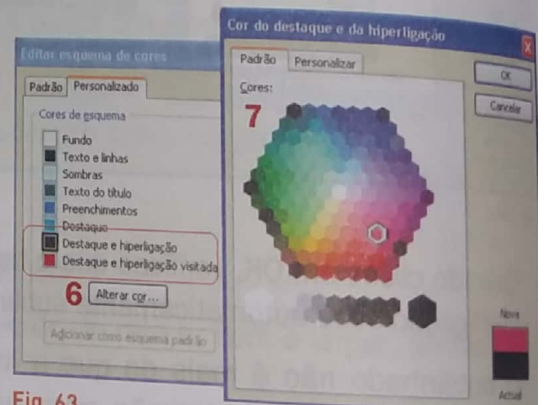 Editar esquema de cores
Padrão Personalizado
Cores de esquema
Fundo
Texto e linhas
Sombras
Texto do título
Preenchimentos
Destaque
Destaque e hiperligação
Destaque e hiperligação visitada
6 Alterar cor...
Adicionar como esquema padrão
Fig. 63
Cor do destaque e da hiperligação
Padrão Personalizar
OK
Cancelar
Cores:
7
Nova
Actual